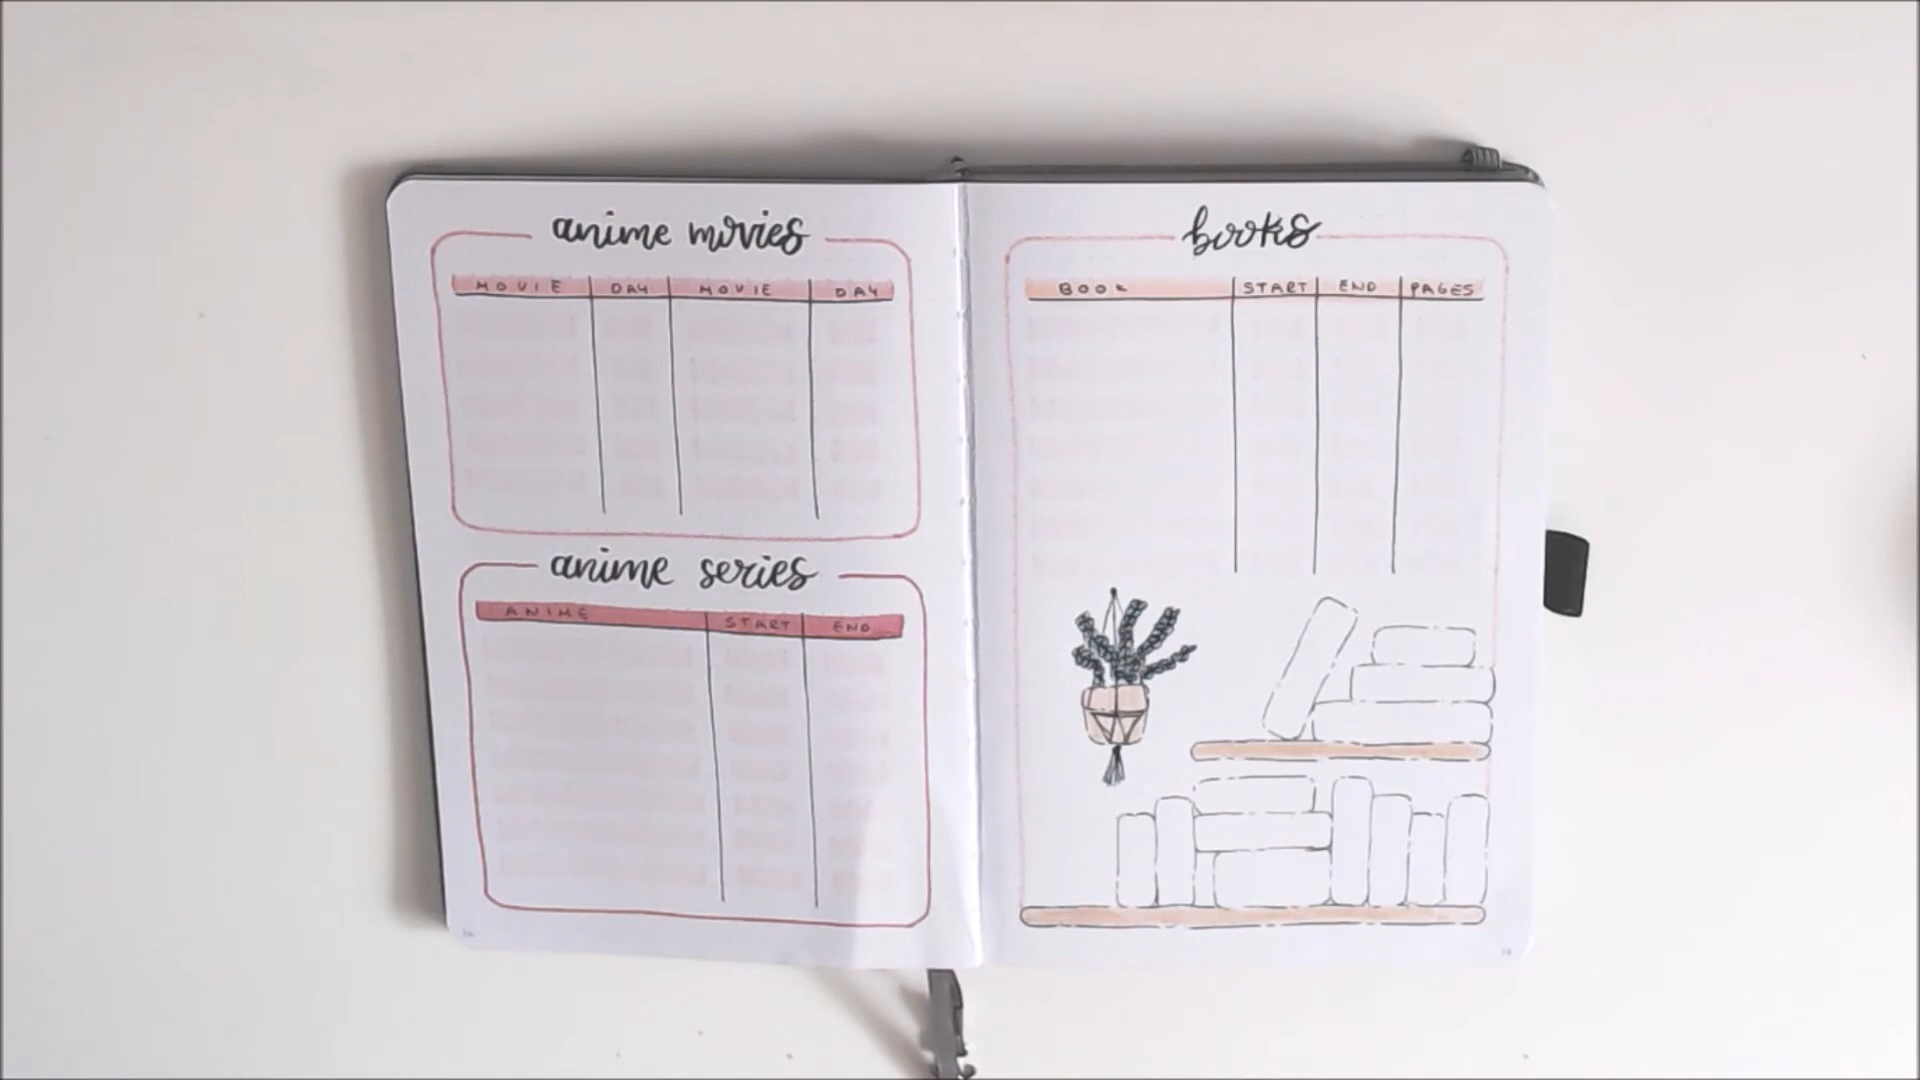 anime movies
MOVIE DAY MOVIE DAY
anime series
ANIME START END
books
BOOK START END PAGES